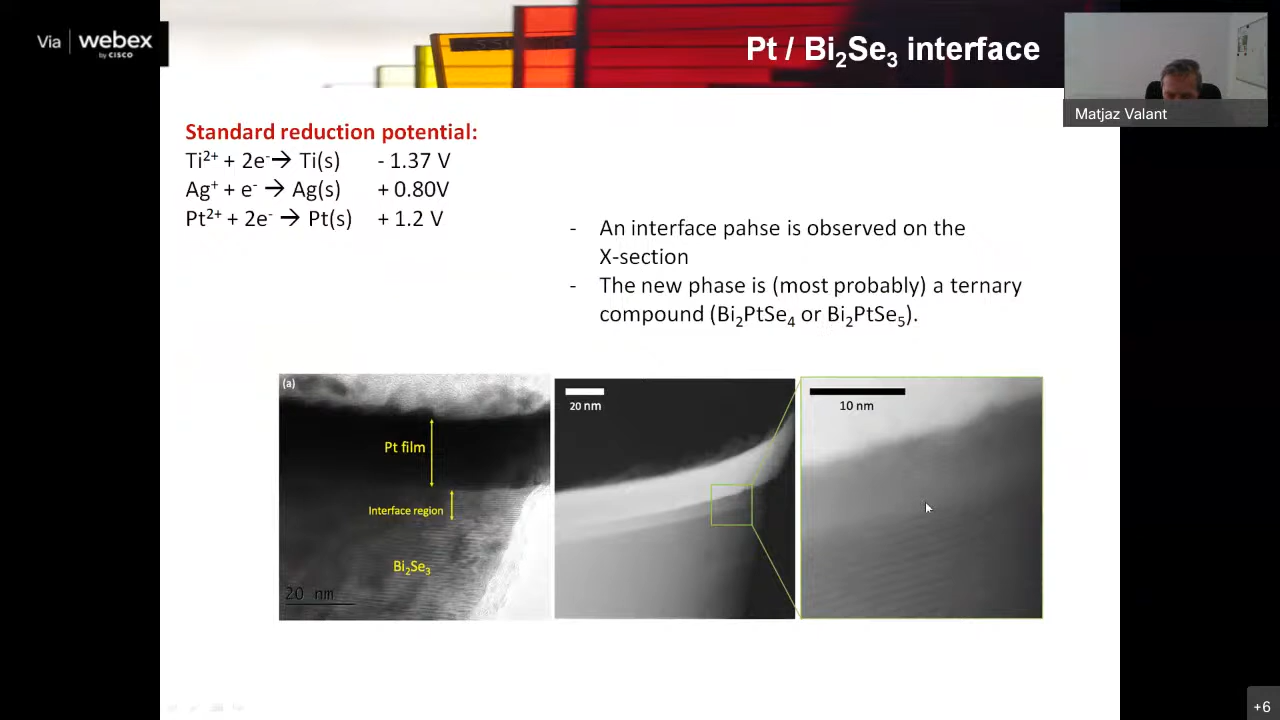 Via | webex
by CISCO
Pt / Bi₂Se₃ interface
Matjaz Valant
Standard reduction potential:
Ti²⁺ + 2e⁻→ Ti(s) - 1.37 V
Ag⁺ + e⁻ → Ag(s) + 0.80V
Pt²⁺ + 2e⁻ → Pt(s) + 1.2 V
- An interface pahse is observed on the
X-section
- The new phase is (most probably) a ternary
compound (Bi₂PtSe₄ or Bi₂PtSe₅).
(a)
Pt film
Interface region
Bi₂Se₃
20 nm
20 nm
10 nm
+6